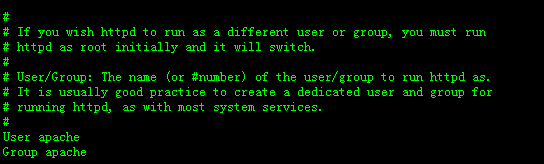 #
# If you wish httpd to run as a different user or group, you must run
# httpd as root initially and it will switch.
#
# User/Group: The name (or #number) of the user/group to run httpd as.
# It is usually good practice to create a dedicated user and group for
# running httpd, as with most system services.
#
User apache
Group apache